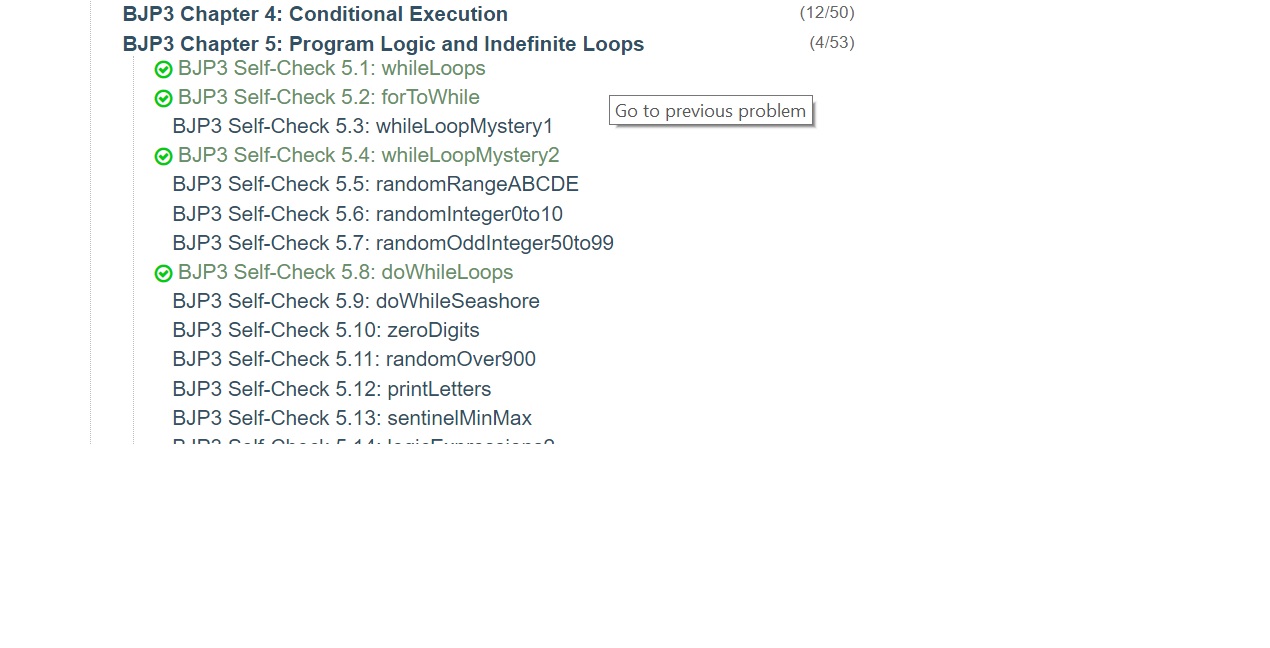 BJP3 Chapter 4: Conditional Execution (12/50)
BJP3 Chapter 5: Program Logic and Indefinite Loops (4/53)
BJP3 Self-Check 5.1: whileLoops
BJP3 Self-Check 5.2: forToWhile
Go to previous problem
BJP3 Self-Check 5.3: whileLoopMystery1
BJP3 Self-Check 5.4: whileLoopMystery2
BJP3 Self-Check 5.5: randomRangeABCDE
BJP3 Self-Check 5.6: randomInteger0to10
BJP3 Self-Check 5.7: randomOddInteger50to99
BJP3 Self-Check 5.8: doWhileLoops
BJP3 Self-Check 5.9: doWhileSeashore
BJP3 Self-Check 5.10: zeroDigits
BJP3 Self-Check 5.11: randomOver900
BJP3 Self-Check 5.12: printLetters
BJP3 Self-Check 5.13: sentinelMinMax
BJP3 Self-Check 5.14: